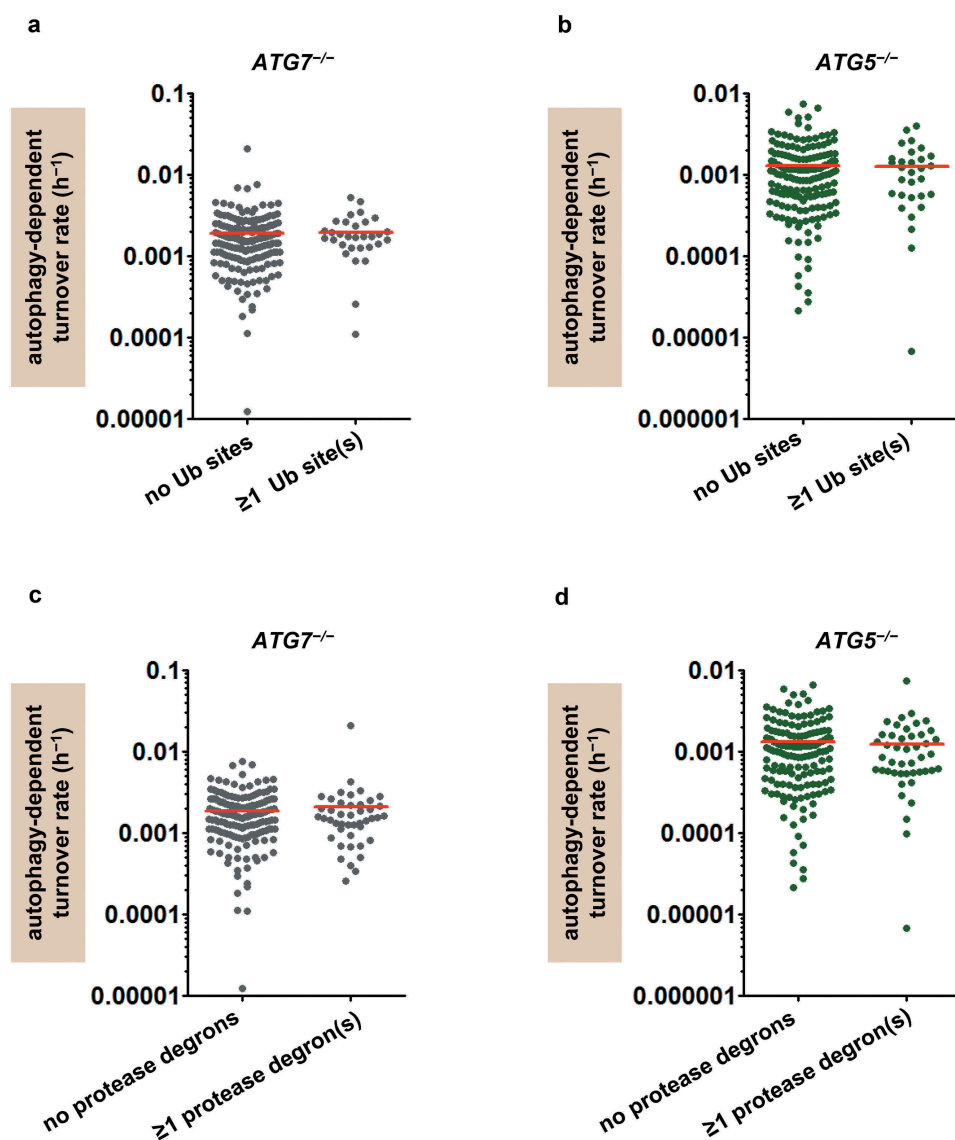 a
ATG7–/–
autophagy-dependent
turnover rate (h–1)
0.1
0.01
0.001
0.0001
0.00001
no Ub sites
≥1 Ub site(s)
b
ATG5–/–
autophagy-dependent
turnover rate (h–1)
0.01
0.001
0.0001
0.00001
0.000001
no Ub sites
≥1 Ub site(s)
c
ATG7–/–
autophagy-dependent
turnover rate (h–1)
0.1
0.01
0.001
0.0001
0.00001
no protease degrons
≥1 protease degron(s)
d
ATG5–/–
autophagy-dependent
turnover rate (h–1)
0.01
0.001
0.0001
0.00001
0.000001
no protease degrons
≥1 protease degron(s)